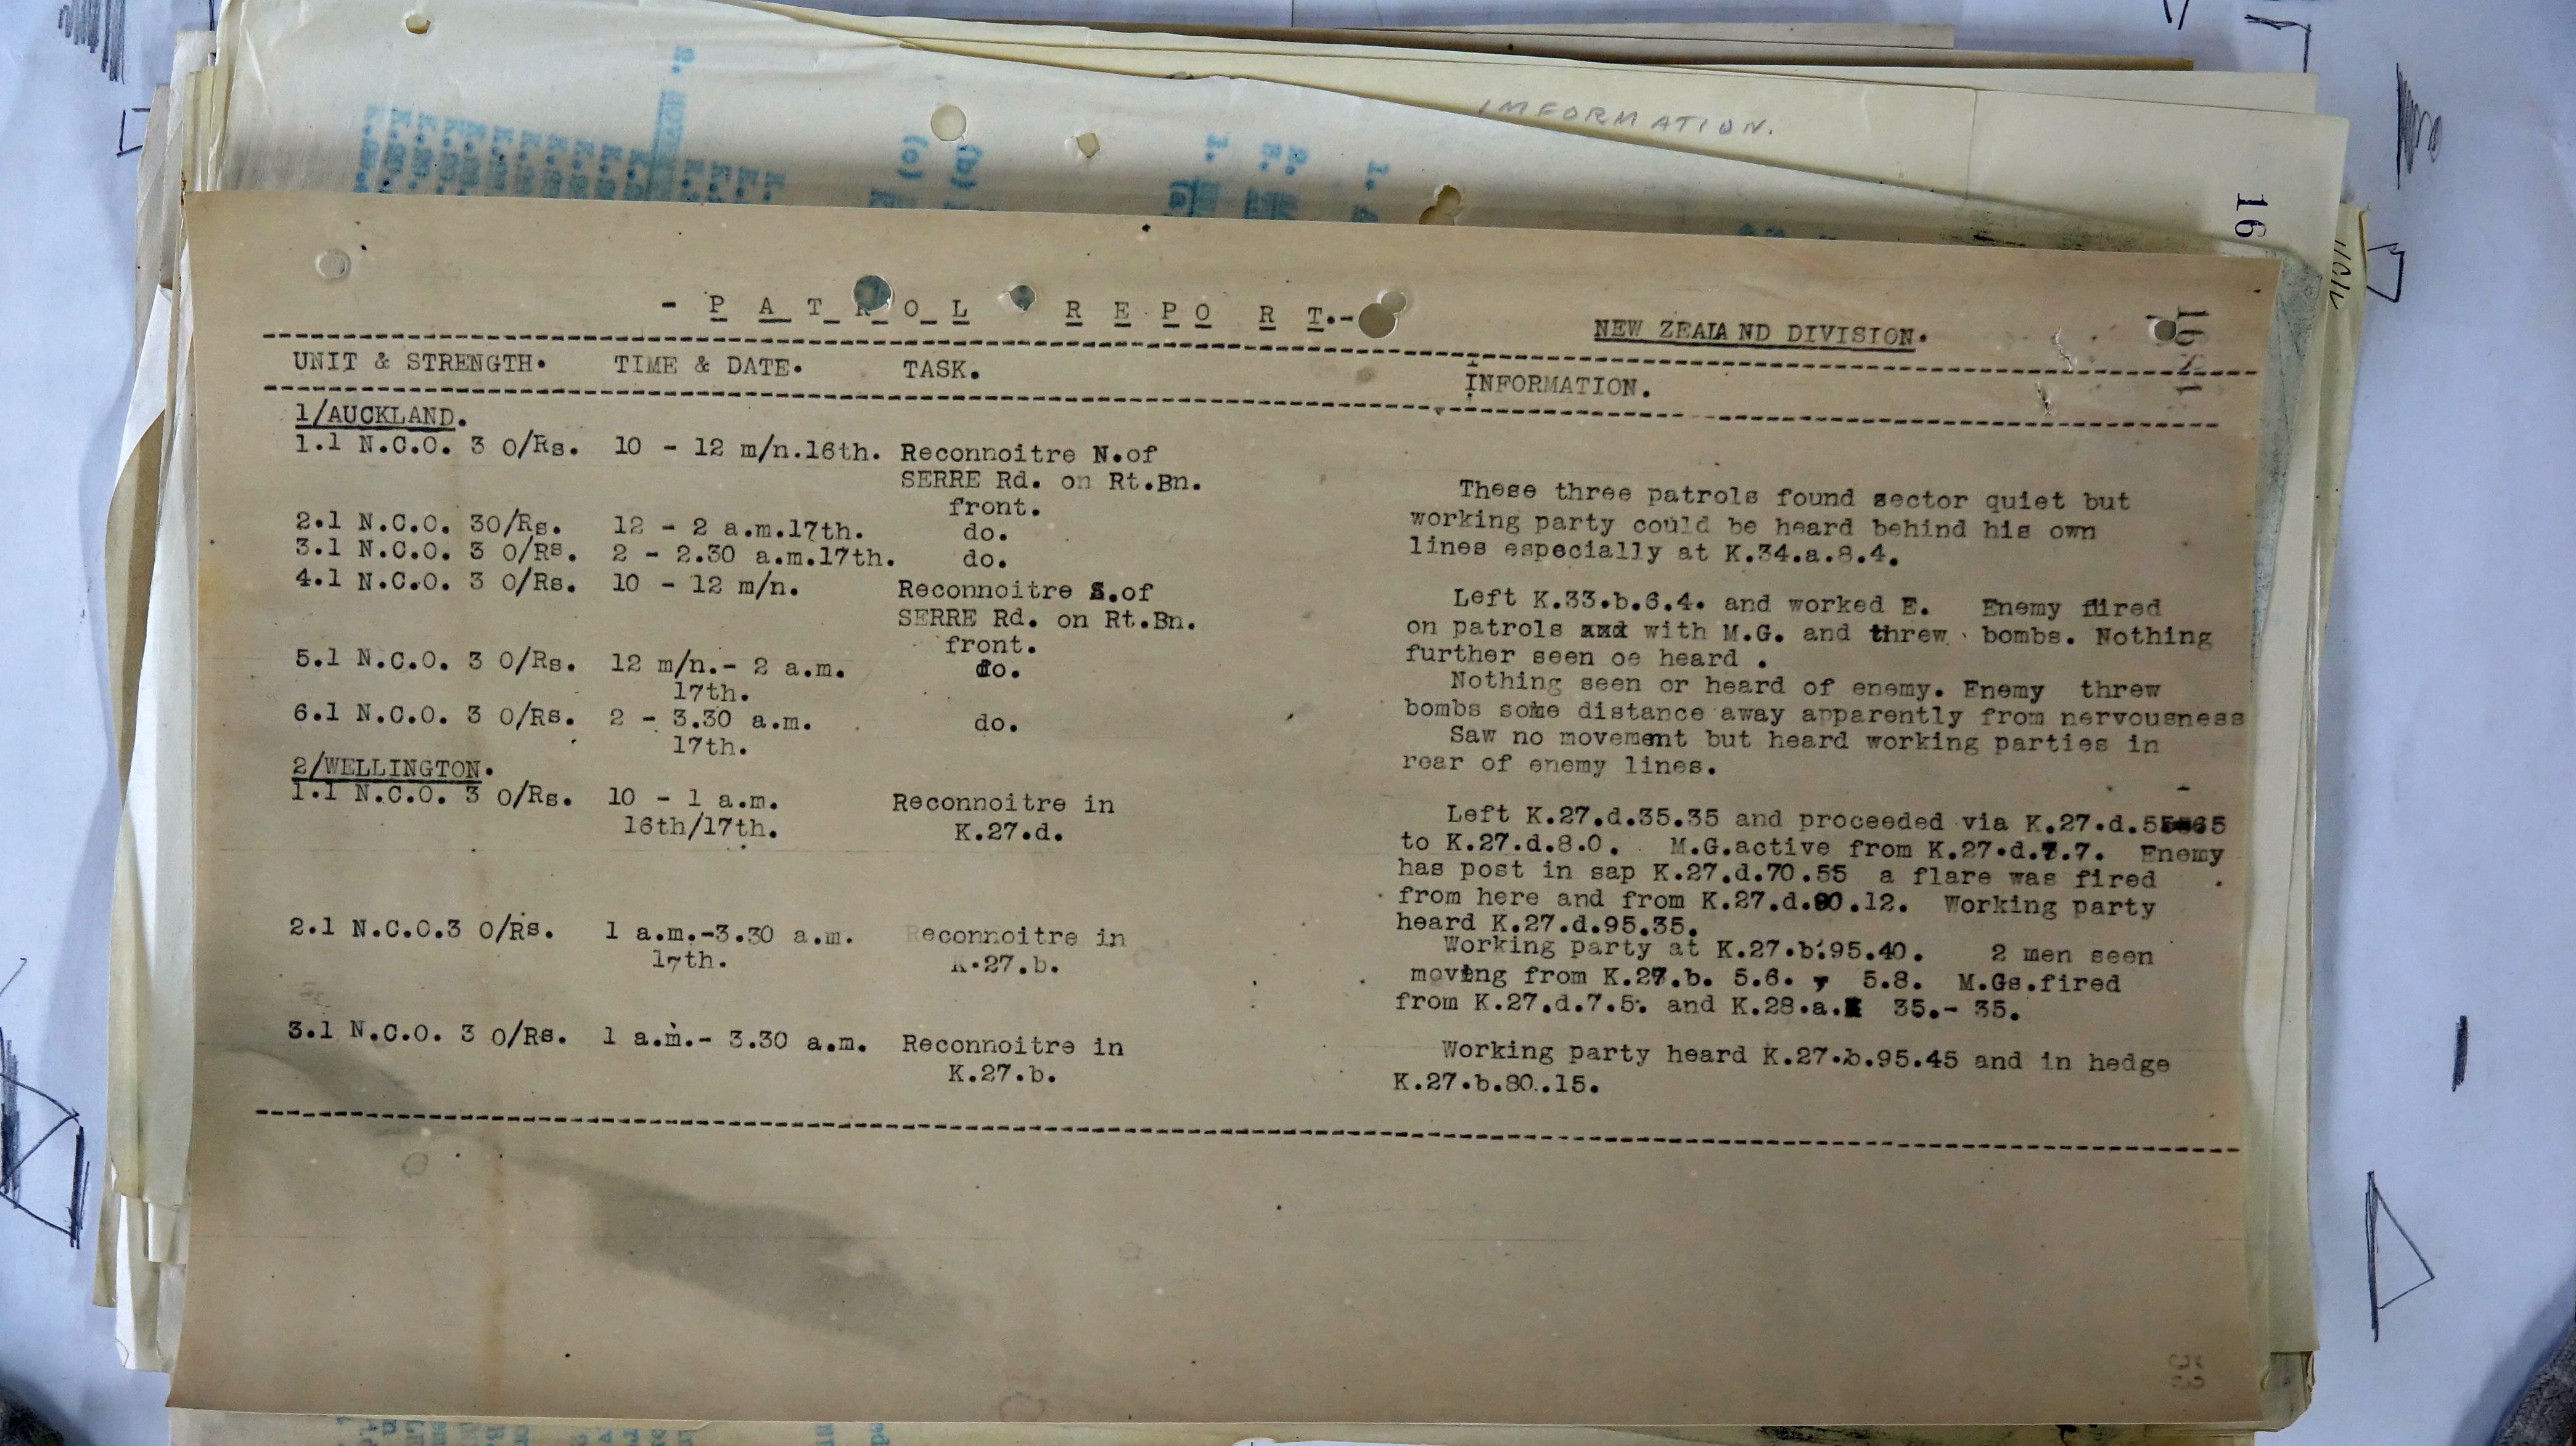 IMFORMATION.
16
- P A T R O L R E P O R T.-
NEW ZEALAND DIVISION.
UNIT & STRENGTH. TIME & DATE. TASK.
INFORMATION.
1/AUCKLAND.
1.1 N.C.O. 3 O/Rs. 10 - 12 m/n.16th. Reconnoitre N.of
SERRE Rd. on Rt.Bn.
front.
These three patrols found sector quiet but
working party could be heard behind his own
lines especially at K.34.a.8.4.
2.1 N.C.O. 30/Rs. 12 - 2 a.m.17th. do.
3.1 N.C.O. 3 O/Rs. 2 - 2.30 a.m.17th. do.
4.1 N.C.O. 3 O/Rs. 10 - 12 m/n. Reconnoitre S.of
SERRE Rd. on Rt.Bn.
front.
Left K.33.b.6.4. and worked E. Enemy fired
on patrols with M.G. and threw bombs. Nothing
further seen oe heard .
5.1 N.C.O. 3 O/Rs. 12 m/n.- 2 a.m. do.
17th.
Nothing seen or heard of enemy. Enemy threw
bombs some distance away apparently from nervousness
6.1 N.C.O. 3 O/Rs. 2 - 3.30 a.m. do.
17th.
Saw no movement but heard working parties in
rear of enemy lines.
2/WELLINGTON.
1.1 N.C.O. 3 O/Rs. 10 - 1 a.m. Reconnoitre in
16th/17th. K.27.d.
Left K.27.d.35.35 and proceeded via K.27.d.55 65
to K.27.d.8.0. M.G.active from K.27.d.7.7. Enemy
has post in sap K.27.d.70.55 a flare was fired
from here and from K.27.d.90.12. Working party
heard K.27.d.95.35.
2.1 N.C.O.3 O/Rs. 1 a.m.-3.30 a.m. Reconnoitre in
17th. K.27.b.
Working party at K.27.b.95.40. 2 men seen
moving from K.27.b. 5.6. , 5.8. M.Gs.fired
from K.27.d.7.5. and K.28.a. 35.- 35.
3.1 N.C.O. 3 O/Rs. 1 a.m.- 3.30 a.m. Reconnoitre in
K.27.b.
Working party heard K.27.b.95.45 and in hedge
K.27.b.80..15.